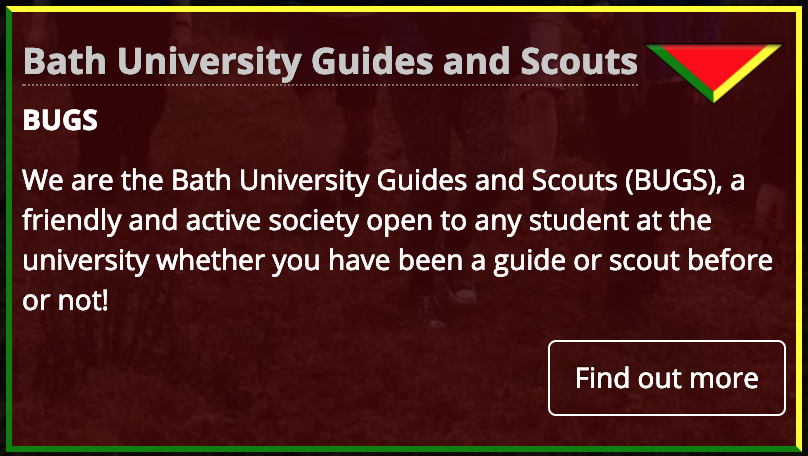 Bath University Guides and Scouts
BUGS
We are the Bath University Guides and Scouts (BUGS), a
friendly and active society open to any student at the
university whether you have been a guide or scout before
or not!
Find out more